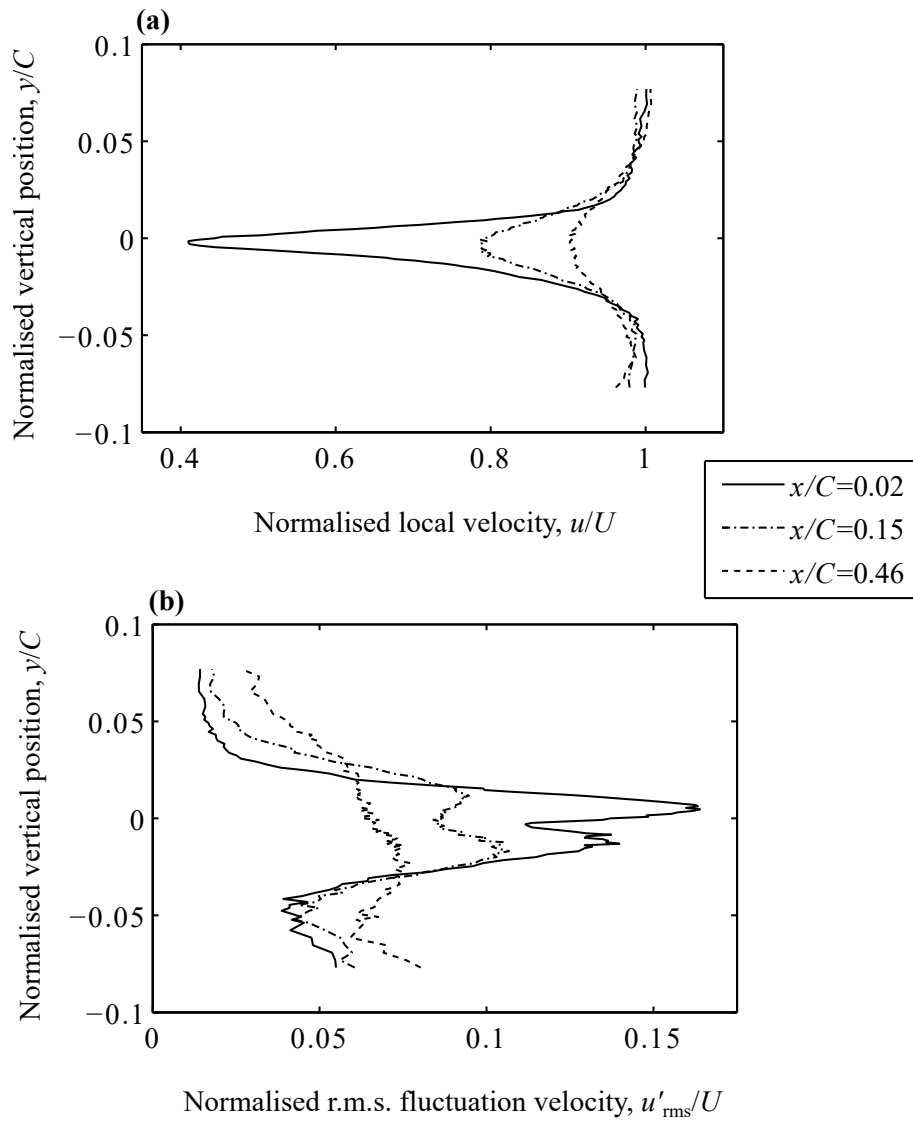 (a)
Normalised vertical position, y/C
0.1
0.05
0
−0.05
−0.1
0.4
0.6
0.8
1
Normalised local velocity, u/U
x/C=0.02
x/C=0.15
x/C=0.46
(b)
Normalised vertical position, y/C
0.1
0.05
0
−0.05
−0.1
0
0.05
0.1
0.15
Normalised r.m.s. fluctuation velocity, u'rms/U